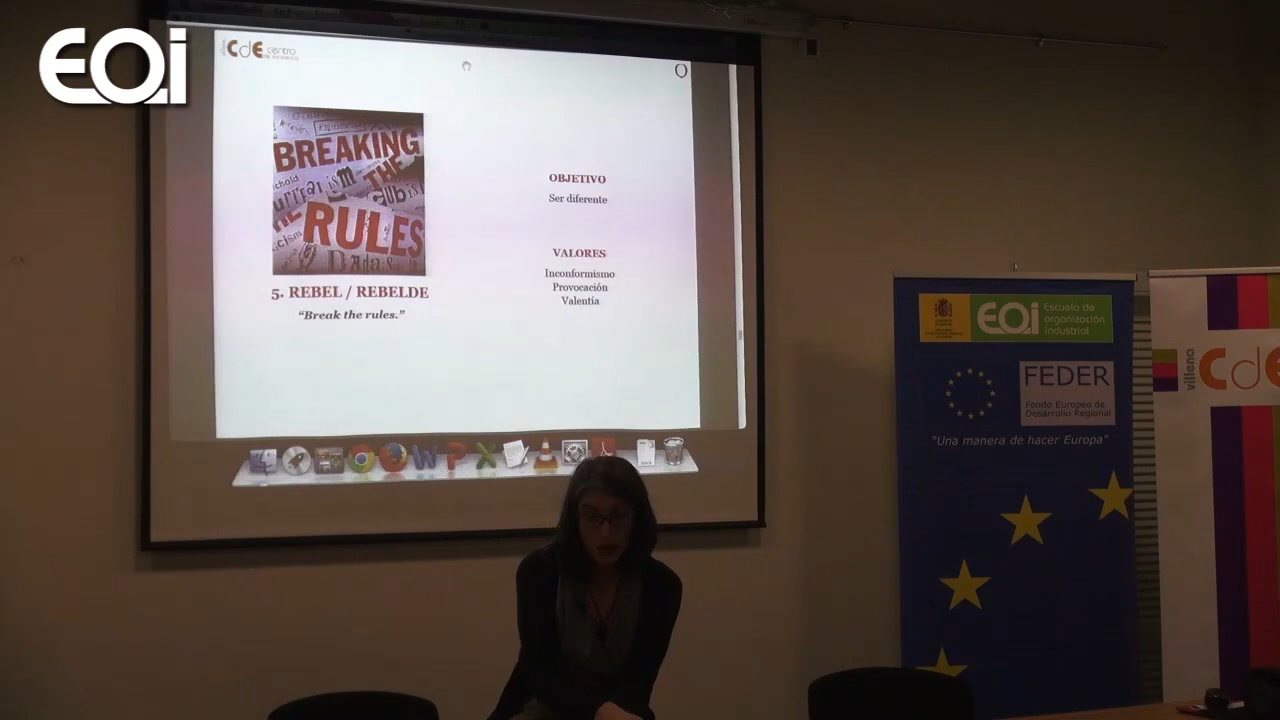 EOi
CdE centro
BREAKING
THE
RULES
5. REBEL / REBELDE
“Break the rules.”
OBJETIVO
Ser diferente
VALORES
Inconformismo
Provocación
Valentía
EOi Escuela de
organización
industrial
FEDER
Fondo Europeo de
Desarrollo Regional
“Una manera de hacer Europa”
villena
CdE